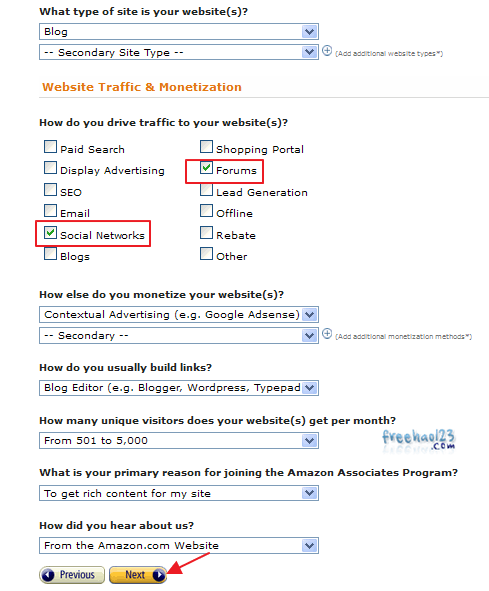 What type of site is your website(s)?
Blog
-- Secondary Site Type -- (Add additional website types*)
Website Traffic & Monetization
How do you drive traffic to your website(s)?
Paid Search Shopping Portal
Display Advertising Forums
SEO Lead Generation
Email Offline
Social Networks Rebate
Blogs Other
How else do you monetize your website(s)?
Contextual Advertising (e.g. Google Adsense)
-- Secondary -- (Add additional monetization methods*)
How do you usually build links?
Blog Editor (e.g. Blogger, Wordpress, Typepad
How many unique visitors does your website(s) get per month?
From 501 to 5,000
freehao123
.com
What is your primary reason for joining the Amazon Associates Program?
To get rich content for my site
How did you hear about us?
From the Amazon.com Website
Previous Next